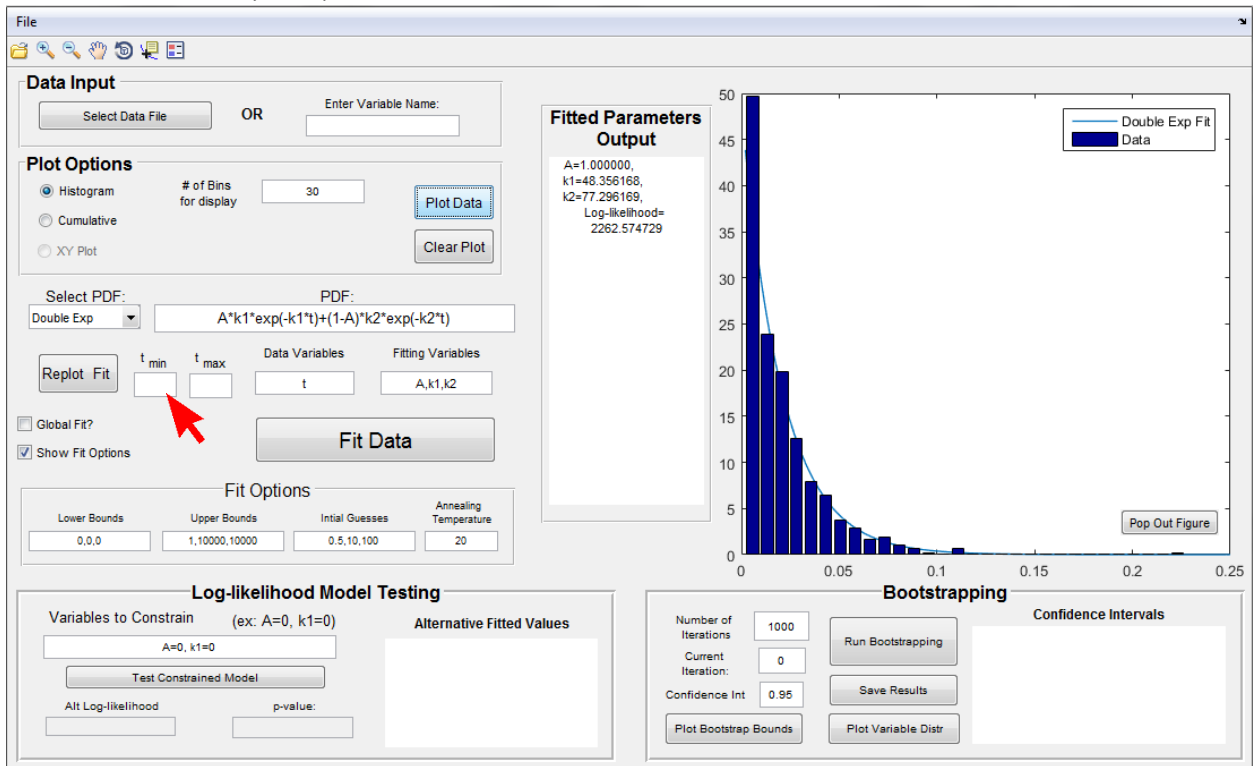 File
Data Input
Select Data File
OR
Enter Variable Name:
Plot Options
Histogram
# of Bins
for display
30
Plot Data
Cumulative
XY Plot
Clear Plot
Select PDF:
PDF:
Double Exp
A*k1*exp(-k1*t)+(1-A)*k2*exp(-k2*t)
Replot Fit
t min
t max
Data Variables
Fitting Variables
t
A,k1,k2
Global Fit?
Show Fit Options
Fit Data
Fit Options
Lower Bounds
Upper Bounds
Intial Guesses
Annealing
Temperature
0,0,0
1,10000,10000
0.5,10,100
20
Fitted Parameters
Output
A=1.000000,
k1=48.356168,
k2=77.296169,
Log-likelihood=
2262.574729
50
45
40
35
30
25
20
15
10
5
0
0
0.05
0.1
0.15
0.2
0.25
Double Exp Fit
Data
Pop Out Figure
Log-likelihood Model Testing
Variables to Constrain
(ex: A=0, k1=0)
A=0, k1=0
Test Constrained Model
Alt Log-likelihood
p-value:
Alternative Fitted Values
Bootstrapping
Number of
Iterations
1000
Current
Iteration:
0
Confidence Int
0.95
Plot Bootstrap Bounds
Run Bootstrapping
Save Results
Plot Variable Distr
Confidence Intervals